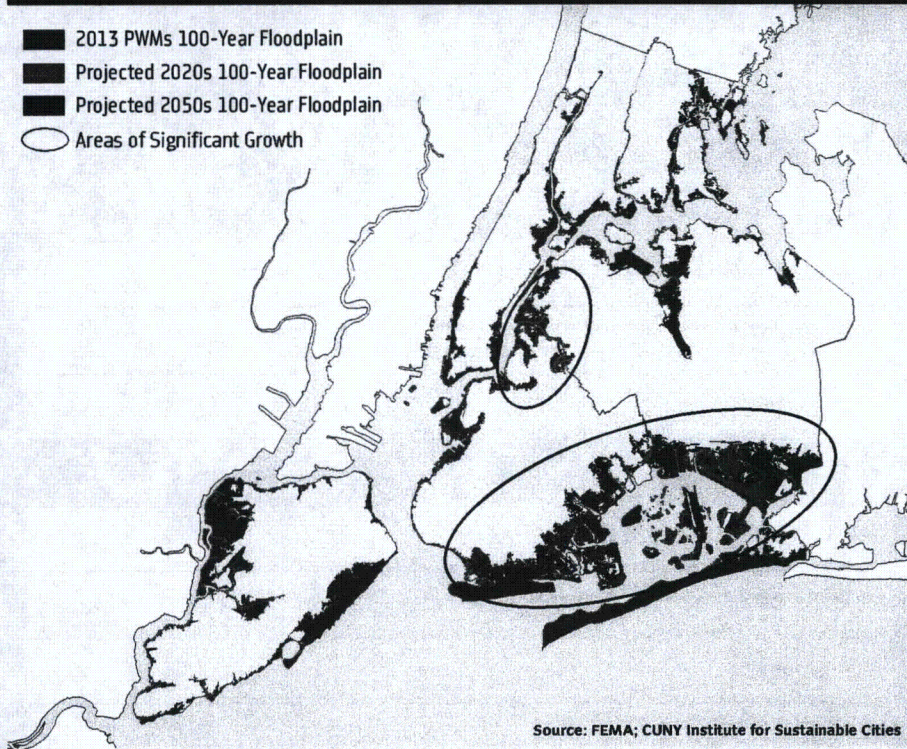 2013 PWMs 100-Year Floodplain
Projected 2020s 100-Year Floodplain
Projected 2050s 100-Year Floodplain
Areas of Significant Growth
Source: FEMA; CUNY Institute for Sustainable Cities